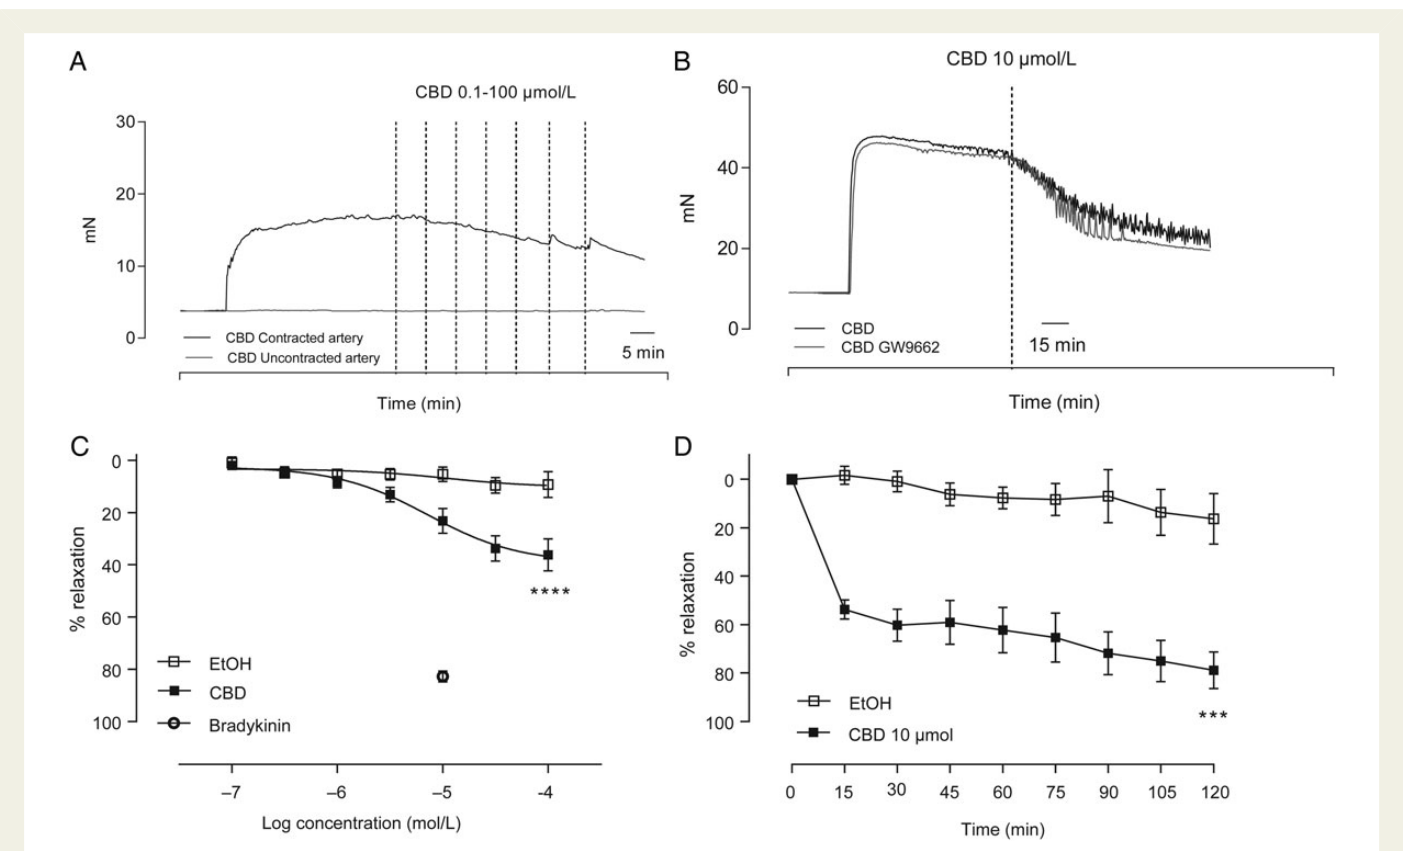 A
CBD 0.1-100 µmol/L
30
20
10
0
mN
CBD Contracted artery
CBD Uncontracted artery
5 min
Time (min)
B
CBD 10 µmol/L
60
40
20
0
mN
CBD
CBD GW9662
15 min
Time (min)
C
0
20
40
60
80
100
% relaxation
****
EtOH
CBD
Bradykinin
–7 –6 –5 -4
Log concentration (mol/L)
D
0
20
40
60
80
100
% relaxation
EtOH
CBD 10 µmol
***
0 15 30 45 60 75 90 105 120
Time (min)